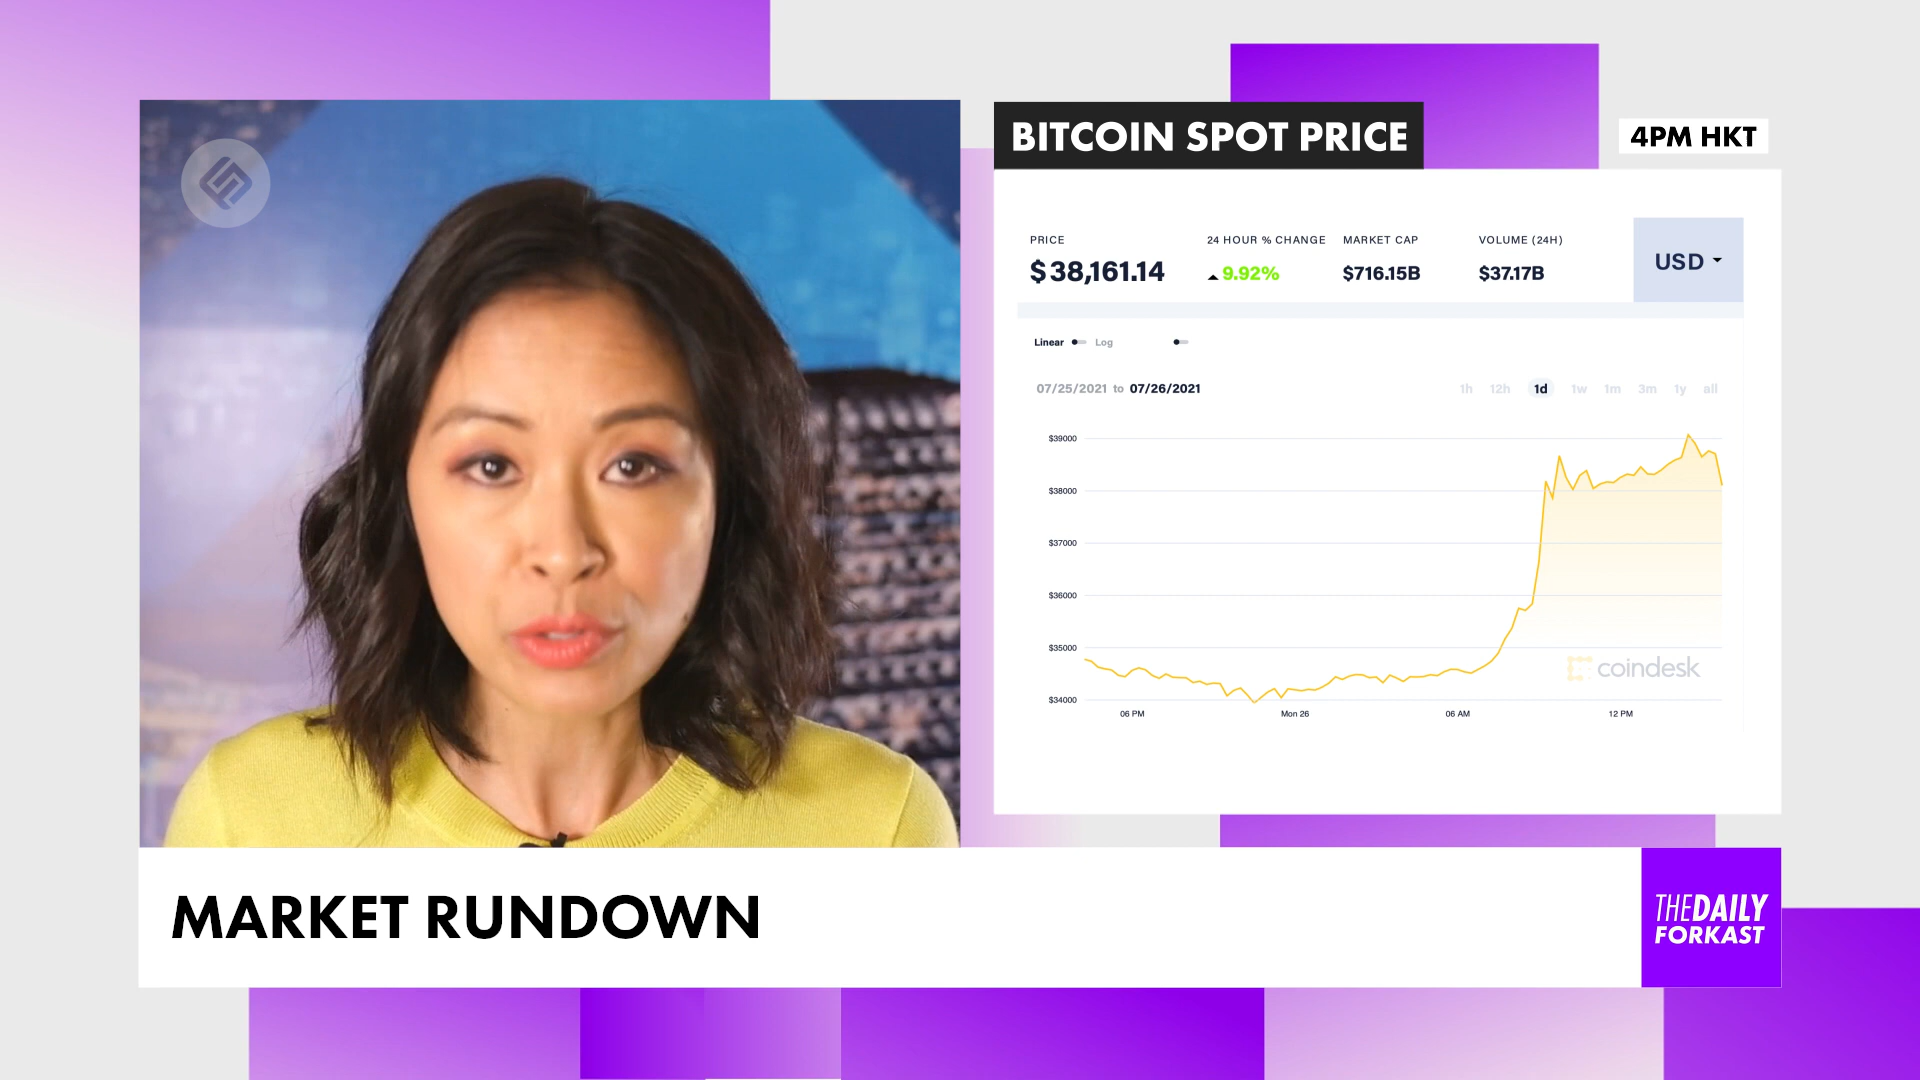 BITCOIN SPOT PRICE
4PM HKT
PRICE
24 HOUR % CHANGE
MARKET CAP
VOLUME (24H)
$38,161.14
9.92%
$716.15B
$37.17B
USD
Linear
Log
07/25/2021 to 07/26/2021
1h 12h 1d 1w 1m 3m 1y all
$39000
$38000
$37000
$36000
$35000
$34000
coindesk
06 PM
Mon 26
06 AM
12 PM
MARKET RUNDOWN
THE DAILY
FORKAST